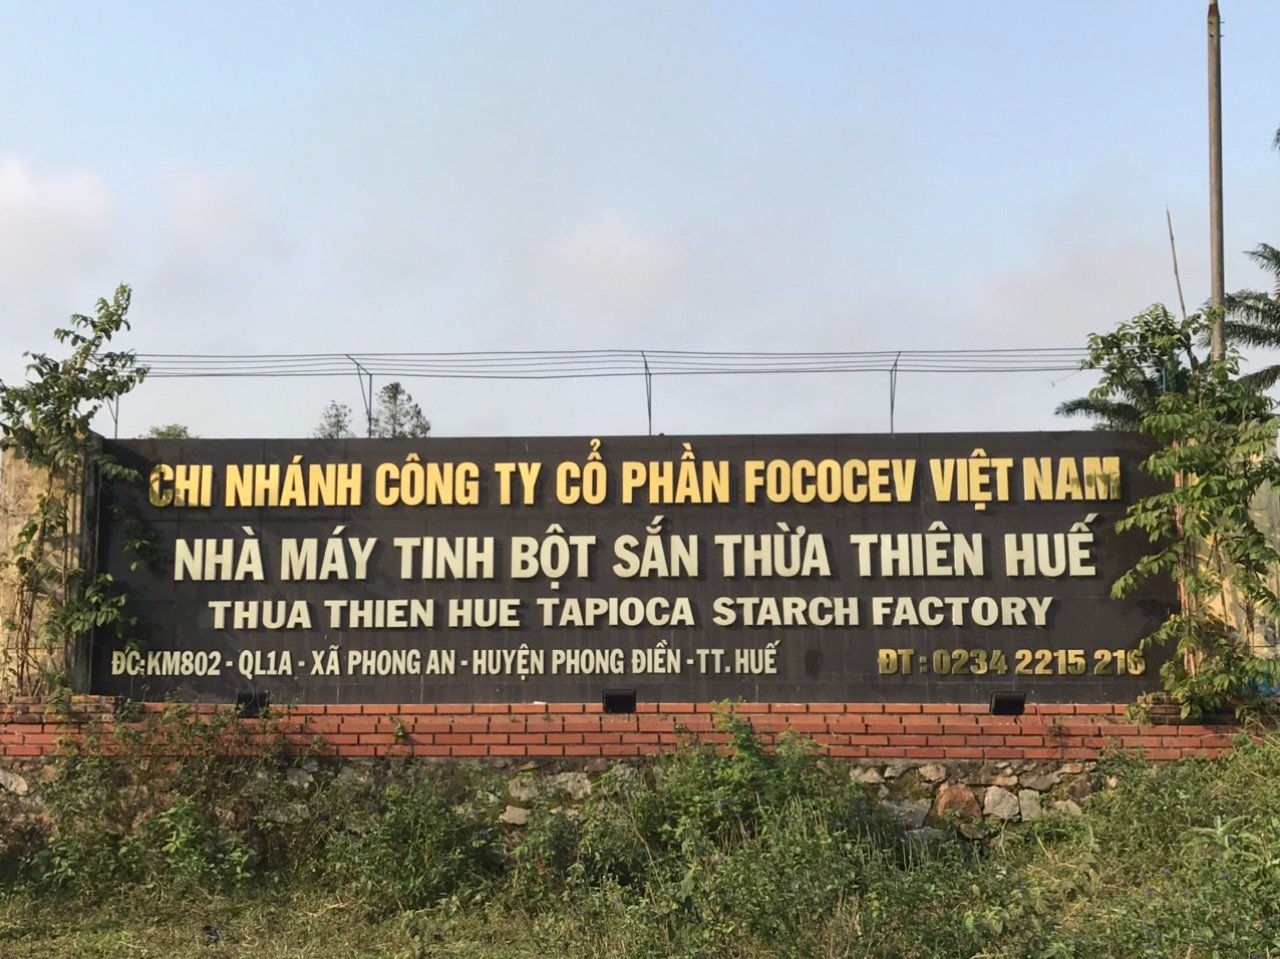 CHI NHÁNH CÔNG TY CỔ PHẦN FOCOCEV VIỆT NAM
NHÀ MÁY TINH BỘT SẮN THỪA THIÊN HUẾ
THUA THIEN HUE TAPIOCA STARCH FACTORY
ĐC:KM802 - QL1A - XÃ PHONG AN - HUYỆN PHONG ĐIỀN - TT. HUẾ ĐT : 0234 2215 216